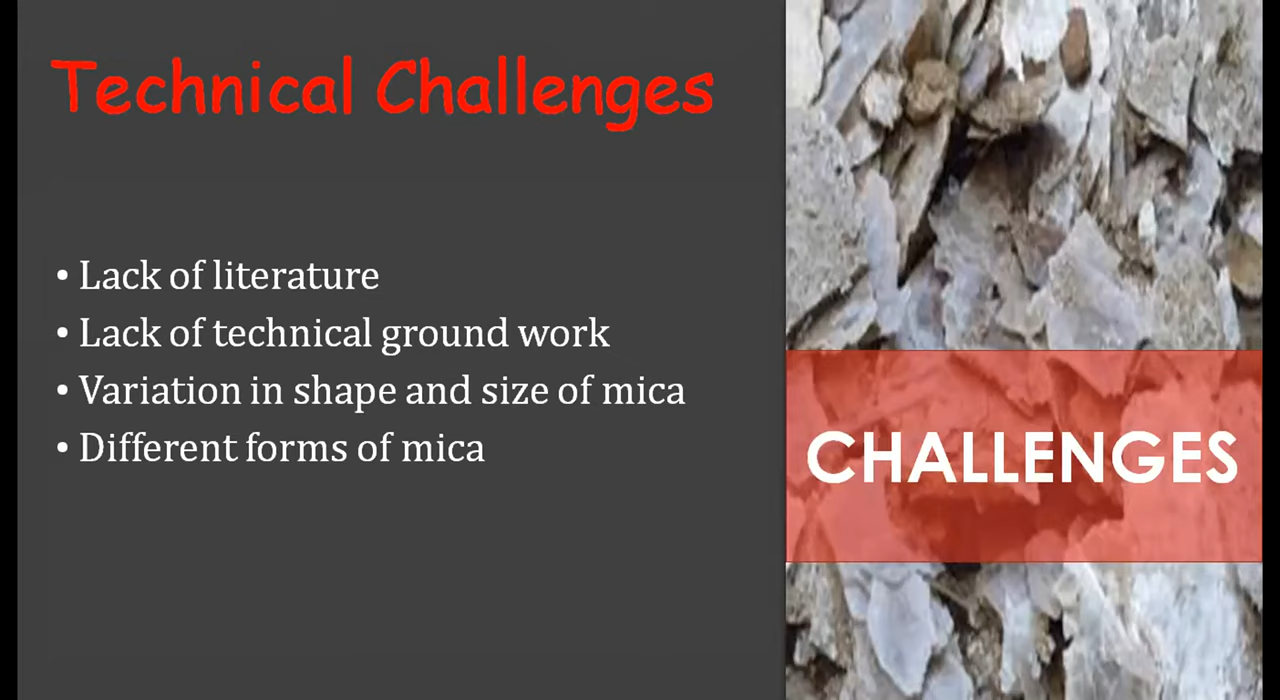 Technical Challenges
• Lack of literature
• Lack of technical ground work
• Variation in shape and size of mica
• Different forms of mica
CHALLENGES